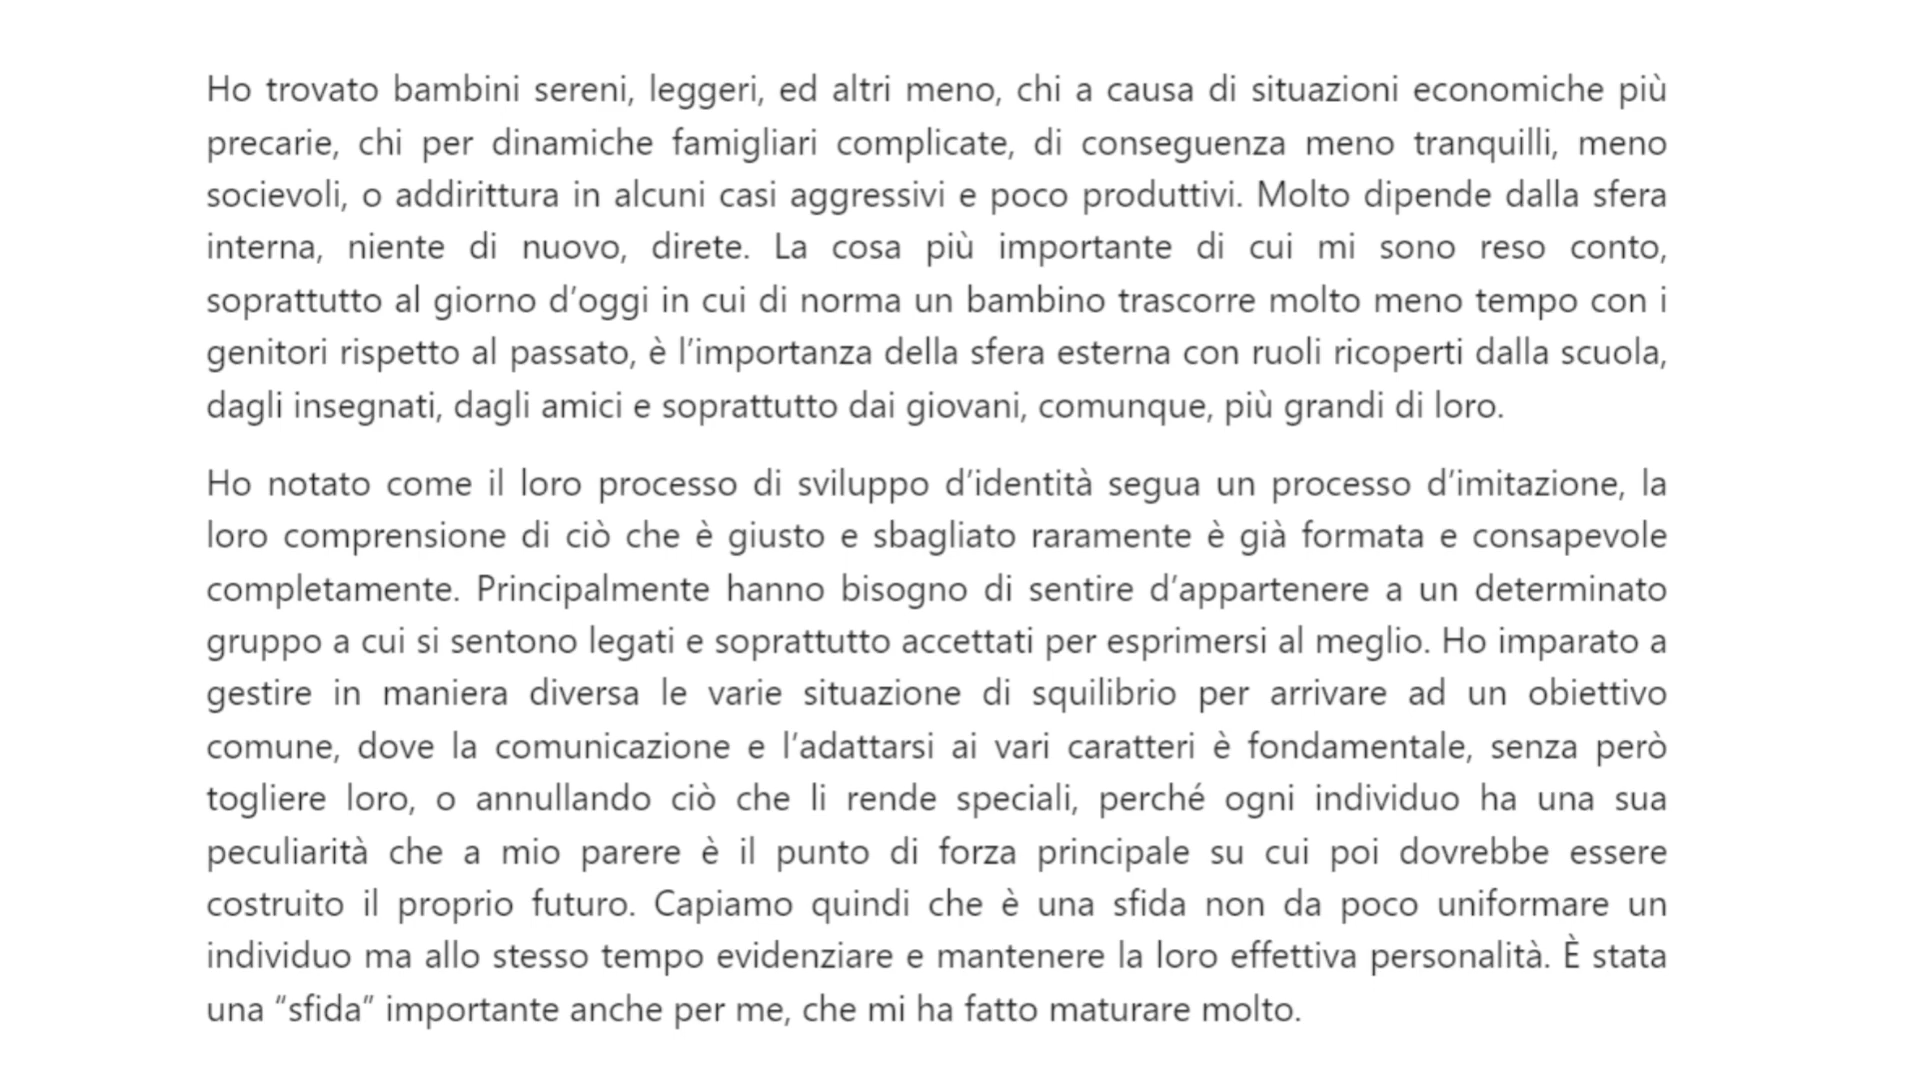 Ho trovato bambini sereni, leggeri, ed altri meno, chi a causa di situazioni economiche più
precarie, chi per dinamiche famigliari complicate, di conseguenza meno tranquilli, meno
socievoli, o addirittura in alcuni casi aggressivi e poco produttivi. Molto dipende dalla sfera
interna, niente di nuovo, direte. La cosa più importante di cui mi sono reso conto,
soprattutto al giorno d’oggi in cui di norma un bambino trascorre molto meno tempo con i
genitori rispetto al passato, è l’importanza della sfera esterna con ruoli ricoperti dalla scuola,
dagli insegnati, dagli amici e soprattutto dai giovani, comunque, più grandi di loro.
Ho notato come il loro processo di sviluppo d’identità segua un processo d’imitazione, la
loro comprensione di ciò che è giusto e sbagliato raramente è già formata e consapevole
completamente. Principalmente hanno bisogno di sentire d’appartenere a un determinato
gruppo a cui si sentono legati e soprattutto accettati per esprimersi al meglio. Ho imparato a
gestire in maniera diversa le varie situazione di squilibrio per arrivare ad un obiettivo
comune, dove la comunicazione e l’adattarsi ai vari caratteri è fondamentale, senza però
togliere loro, o annullando ciò che li rende speciali, perché ogni individuo ha una sua
peculiarità che a mio parere è il punto di forza principale su cui poi dovrebbe essere
costruito il proprio futuro. Capiamo quindi che è una sfida non da poco uniformare un
individuo ma allo stesso tempo evidenziare e mantenere la loro effettiva personalità. È stata
una “sfida” importante anche per me, che mi ha fatto maturare molto.